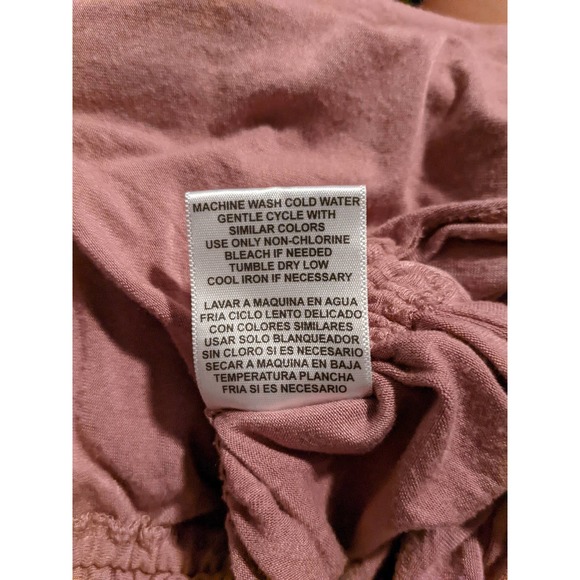 MACHINE WASH COLD WATER
GENTLE CYCLE WITH
SIMILAR COLORS
USE ONLY NON-CHLORINE
BLEACH IF NEEDED
TUMBLE DRY LOW
COOL IRON IF NECESSARY
LAVAR A MAQUINA EN AGUA
FRIA CICLO LENTO DELICADO
CON COLORES SIMILARES
USAR SOLO BLANQUEADOR
SIN CLORO SI ES NECESARIO
SECAR A MAQUINA EN BAJA
TEMPERATURA PLANCHA
FRIA SI ES NECESARIO